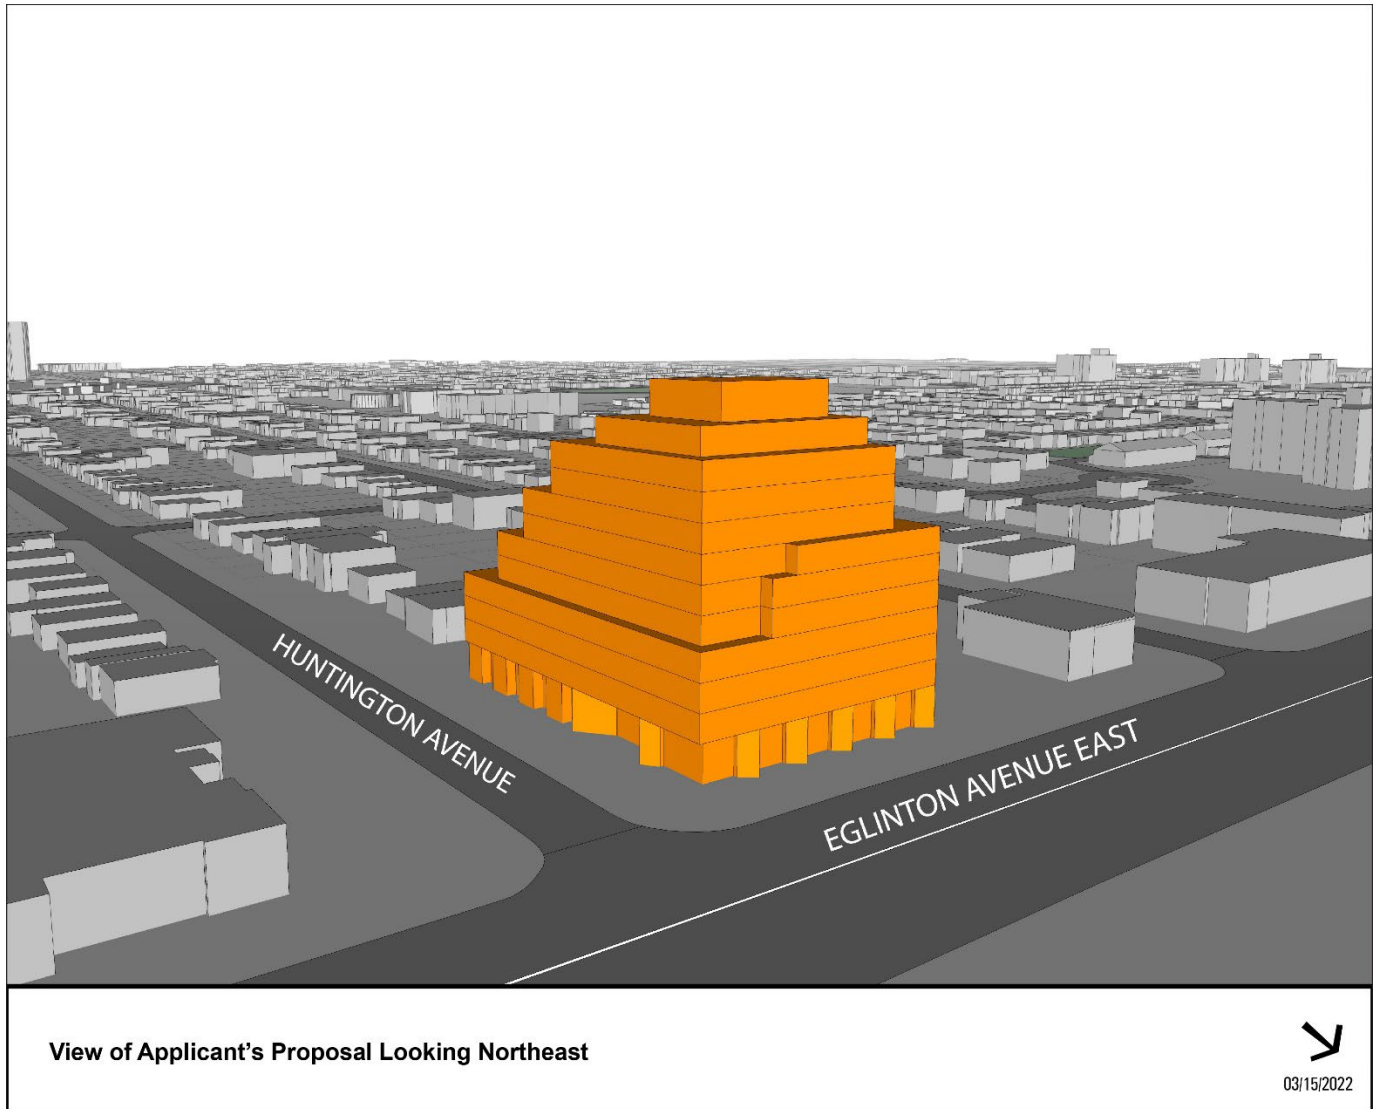 HUNTINGTON AVENUE
EGLINTON AVENUE EAST
View of Applicant's Proposal Looking Northeast
03/15/2022